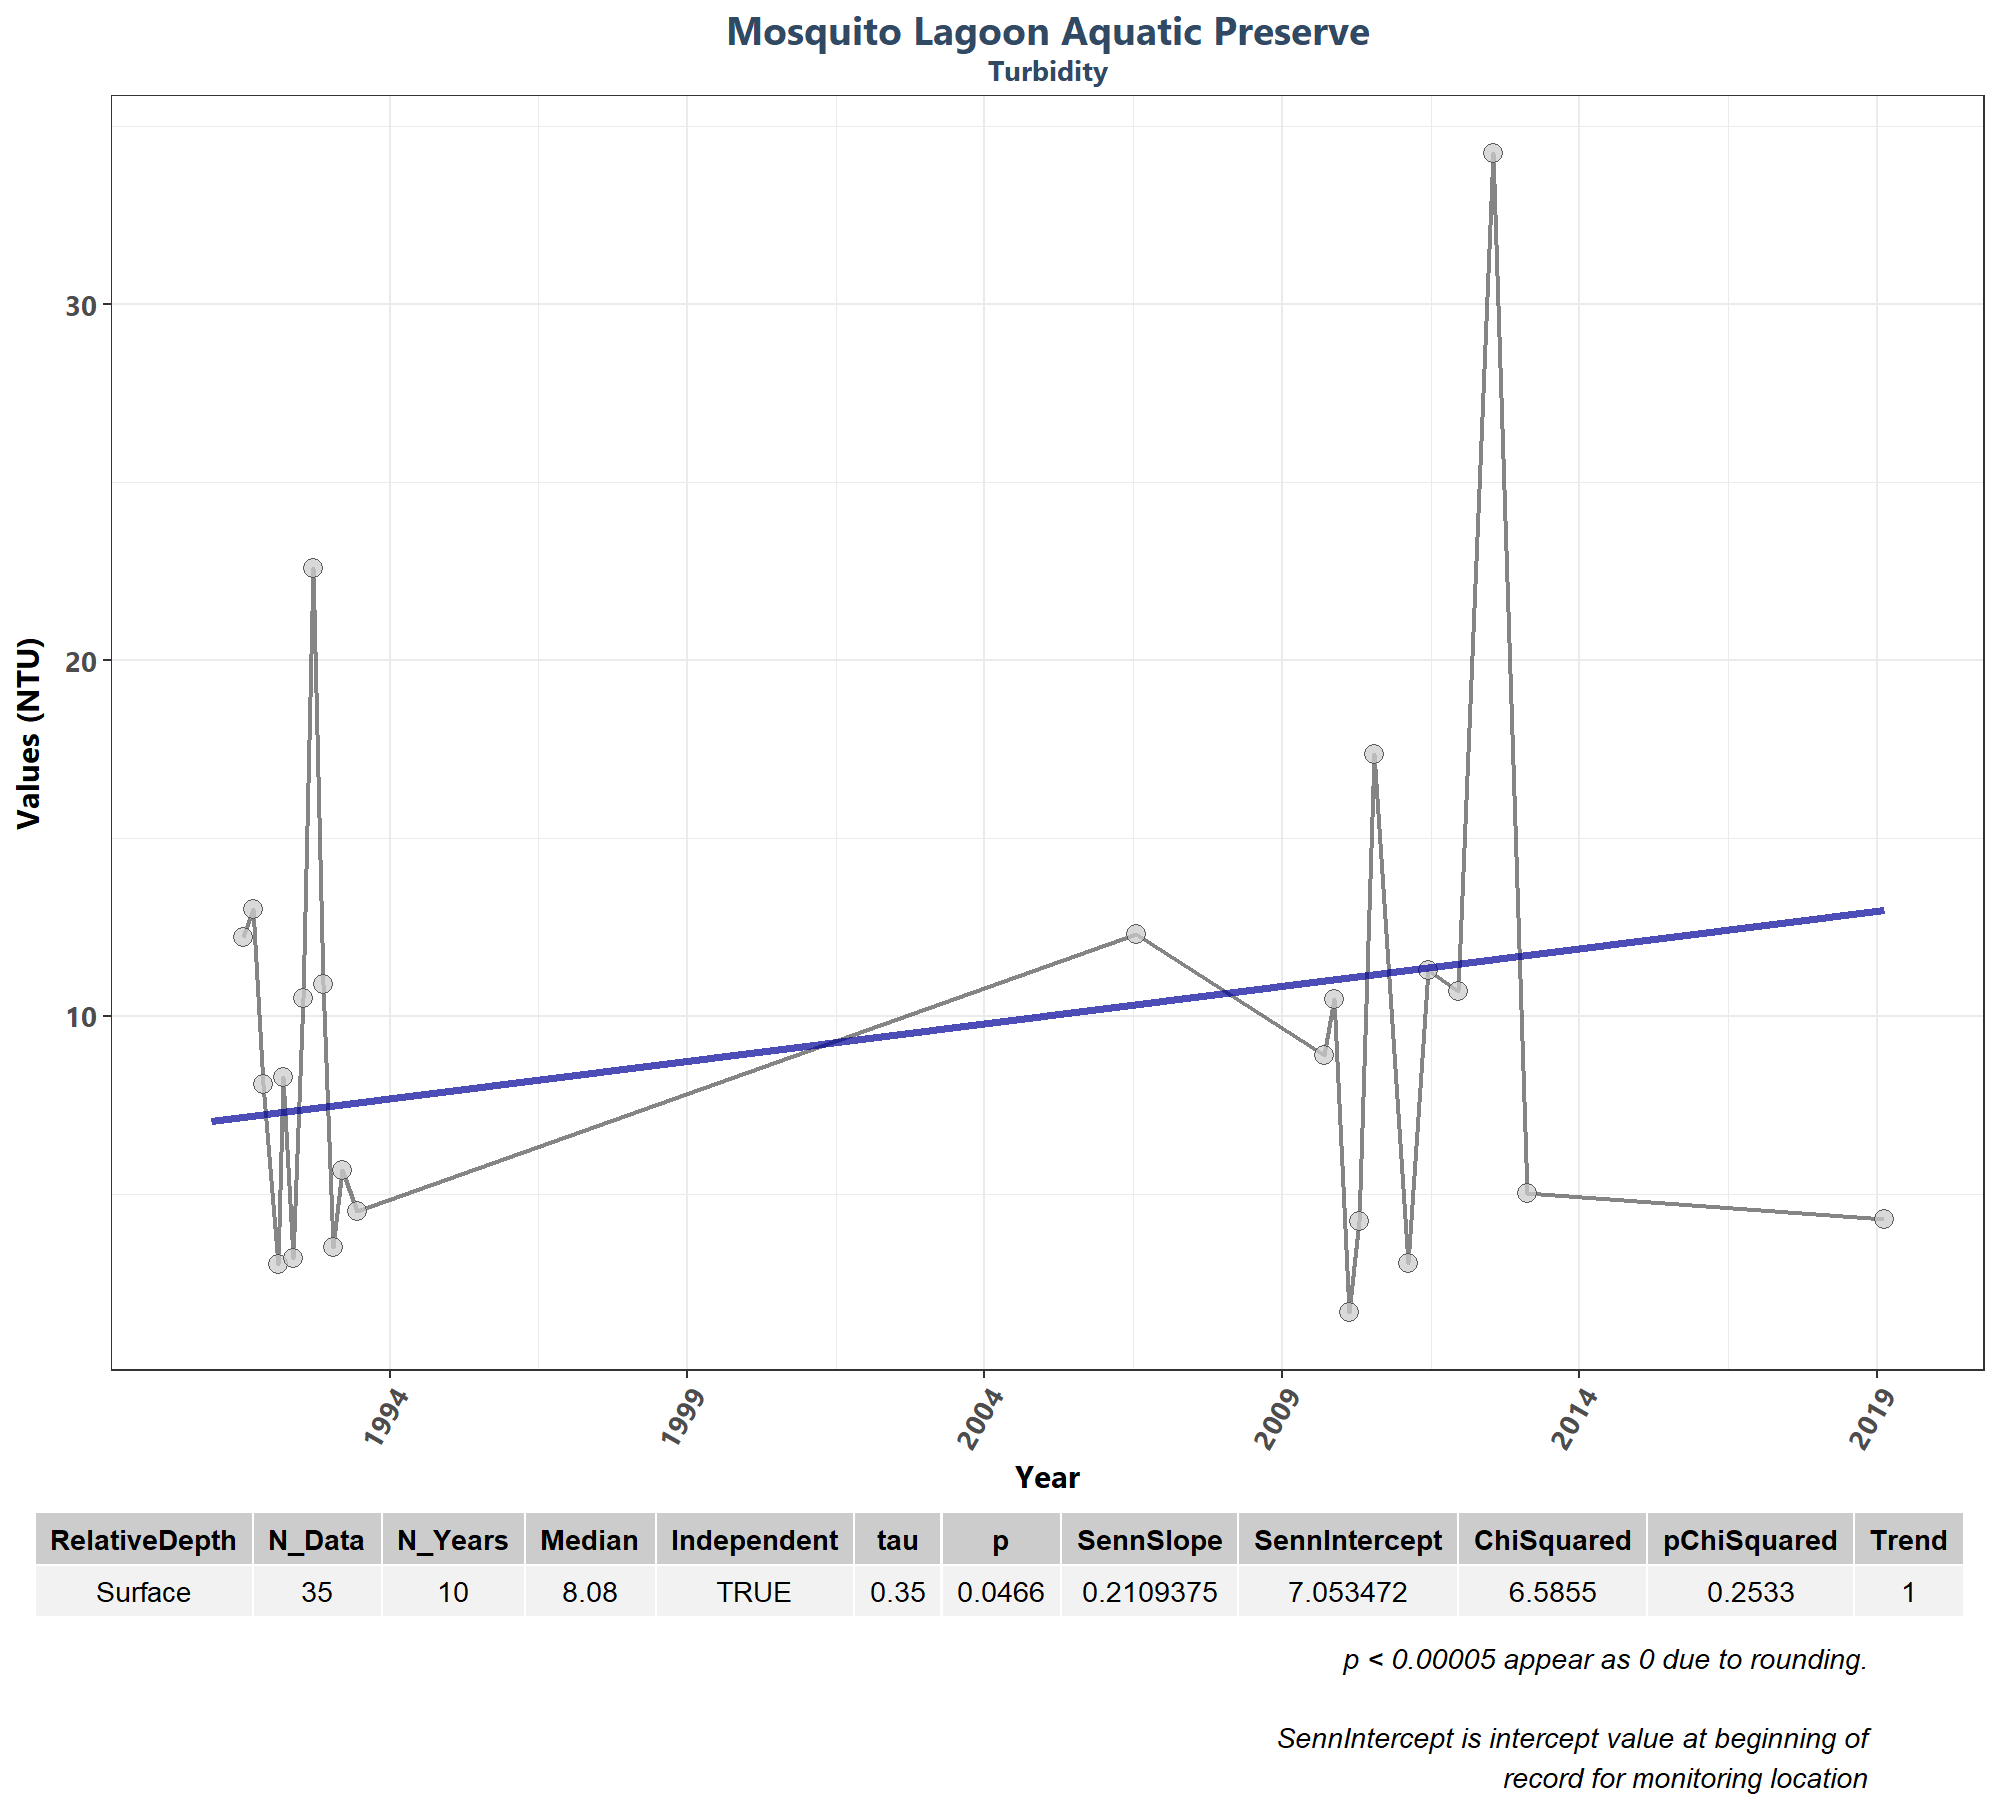 Mosquito Lagoon Aquatic Preserve
Turbidity
Values (NTU)
30
20
10
1994
1999
2004
2009
2014
2019
Year
RelativeDepth N_Data N_Years Median Independent tau p SennSlope SennIntercept ChiSquared pChiSquared Trend
Surface 35 10 8.08 TRUE 0.35 0.0466 0.2109375 7.053472 6.5855 0.2533 1
p < 0.00005 appear as 0 due to rounding.
SennIntercept is intercept value at beginning of
record for monitoring location